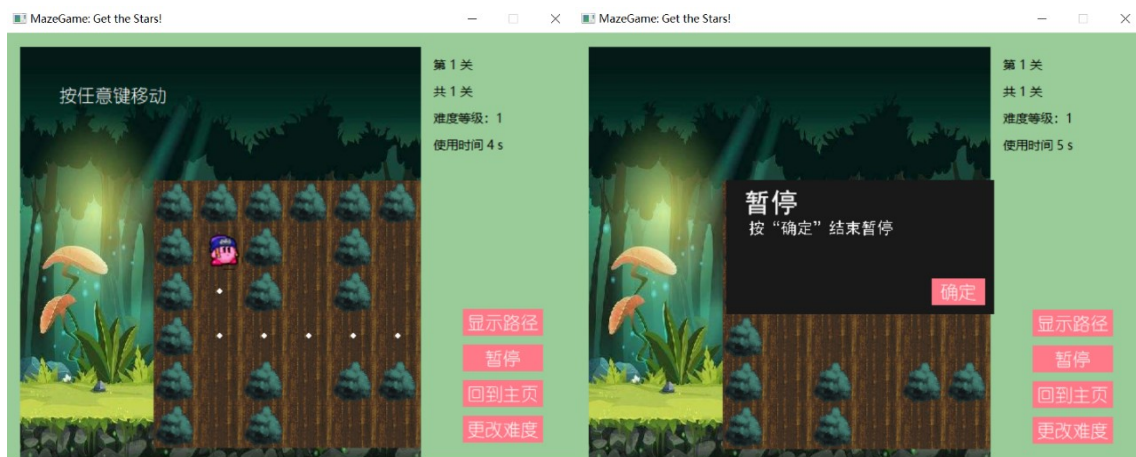 MazeGame: Get the Stars!
按任意键移动
第 1 关
共 1 关
难度等级：1
使用时间 4 s
显示路径
暂停
回到主页
更改难度
MazeGame: Get the Stars!
第 1 关
共 1 关
难度等级：1
使用时间 5 s
暂停
按“确定”结束暂停
确定
显示路径
暂停
回到主页
更改难度